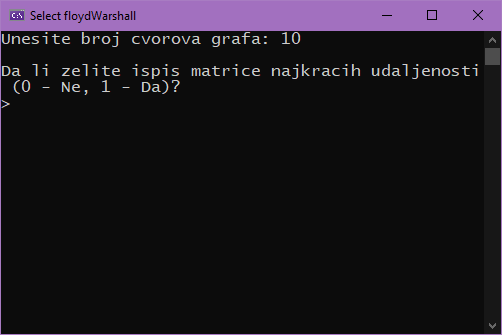 Select floydWarshall
Unesite broj cvorova grafa: 10
Da li zelite ispis matrice najkracih udaljenosti
(0 - Ne, 1 - Da)?
>